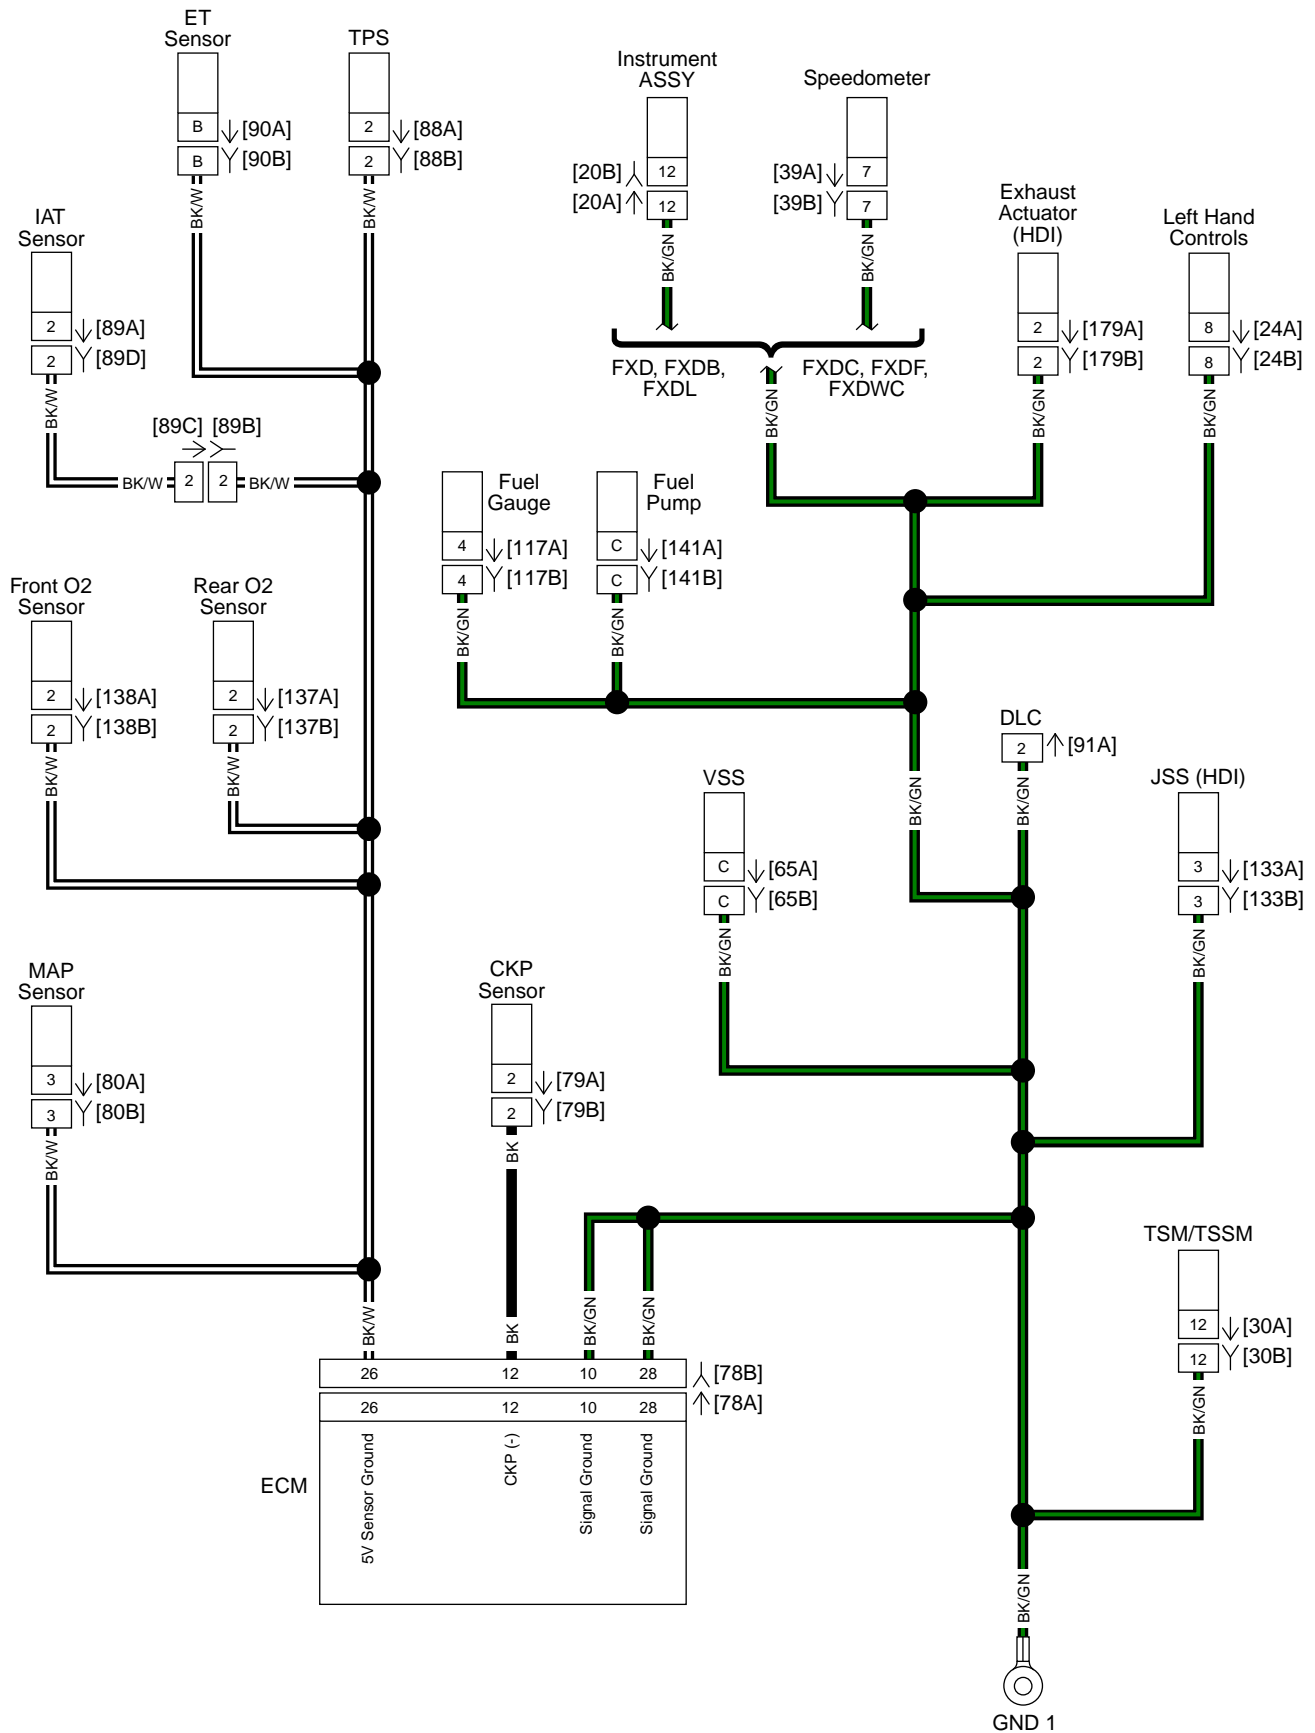 ET
Sensor
B
[90A]
B
[90B]
BK/W
TPS
2
[88A]
2
[88B]
BK/W
Instrument
ASSY
[20B]
12
[20A]
12
BK/GN
Speedometer
[39A]
7
[39B]
7
BK/GN
FXD, FXDB,
FXDL
FXDC, FXDF,
FXDWC
BK/GN
Exhaust
Actuator
(HDI)
2
[179A]
2
[179B]
BK/GN
Left Hand
Controls
8
[24A]
8
[24B]
BK/GN
IAT
Sensor
2
[89A]
2
[89D]
BK/W
[89C] [89B]
BK/W
2
2
BK/W
Fuel
Gauge
4
[117A]
4
[117B]
BK/GN
Fuel
Pump
C
[141A]
C
[141B]
BK/GN
Front O2
Sensor
2
[138A]
2
[138B]
BK/W
Rear O2
Sensor
2
[137A]
2
[137B]
BK/W
BK/GN
DLC
2
[91A]
BK/GN
VSS
C
[65A]
C
[65B]
BK/GN
JSS (HDI)
3
[133A]
3
[133B]
BK/GN
MAP
Sensor
3
[80A]
3
[80B]
BK/W
CKP
Sensor
2
[79A]
2
[79B]
BK
BK/W
BK
BK/GN
BK/GN
26
12
10
28
[78B]
26
12
10
28
[78A]
ECM
5V Sensor Ground
CKP (-)
Signal Ground
Signal Ground
TSM/TSSM
12
[30A]
12
[30B]
BK/GN
BK/GN
GND 1